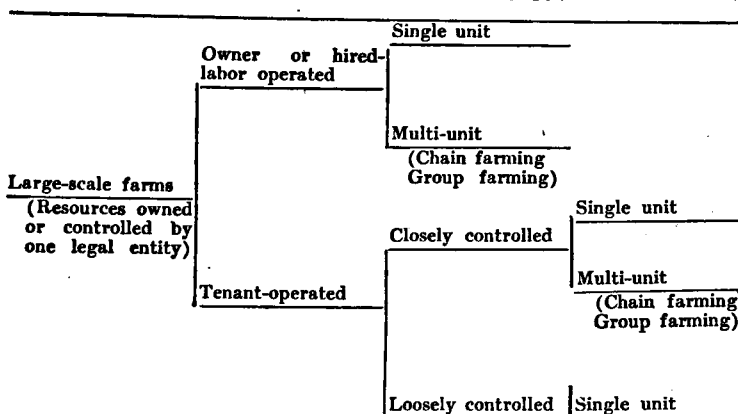 Single unit
Owner or hired-
labor operated
Multi-unit
(Chain farming
Group farming)
Large-scale farms
(Resources owned
or controlled by
one legal entity)
Single unit
Closely controlled
Multi-unit
(Chain farming
Group farming)
Tenant-operated
Loosely controlled
Single unit